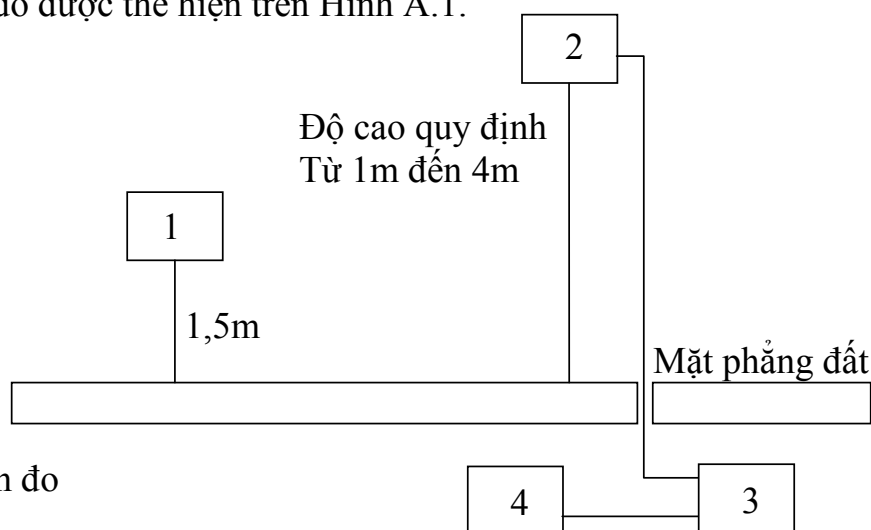 được thể hiện trên Hình A.1.
2
Độ cao quy định
Từ 1m đến 4m
1
1,5m
Mặt phẳng đất
đo
4
3